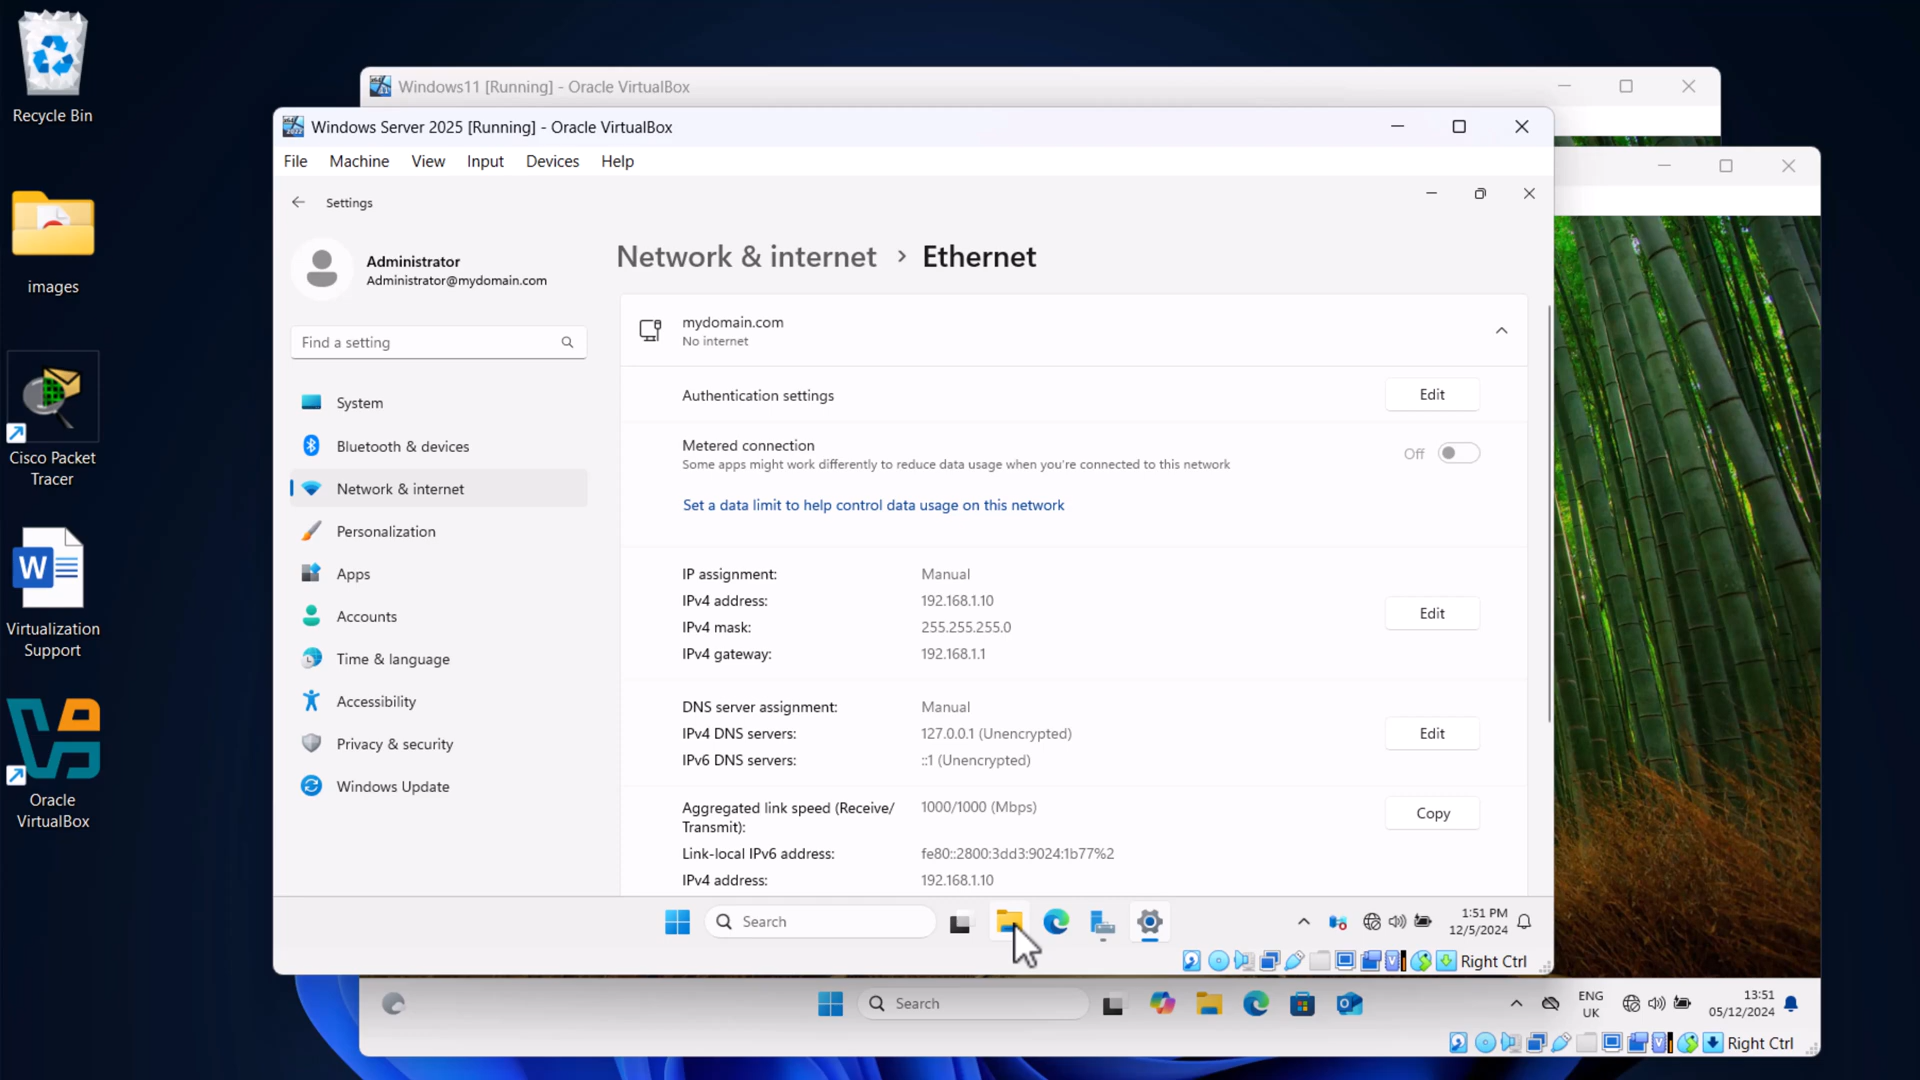 Recycle Bin
images
Cisco Packet
Tracer
Virtualization
Support
Oracle
VirtualBox
Windows11 [Running] - Oracle VirtualBox
Windows Server 2025 [Running] - Oracle VirtualBox
File Machine View Input Devices Help
Settings
Administrator
Administrator@mydomain.com
Find a setting
System
Bluetooth & devices
Network & internet
Personalization
Apps
Accounts
Time & language
Accessibility
Privacy & security
Windows Update
Network & internet › Ethernet
mydomain.com
No internet
Authentication settings Edit
Metered connection
Some apps might work differently to reduce data usage when you're connected to this network
Off
Set a data limit to help control data usage on this network
IP assignment: Manual
IPv4 address: 192.168.1.10
IPv4 mask: 255.255.255.0
IPv4 gateway: 192.168.1.1
Edit
DNS server assignment: Manual
IPv4 DNS servers: 127.0.0.1 (Unencrypted)
IPv6 DNS servers: ::1 (Unencrypted)
Edit
Aggregated link speed (Receive/
Transmit): 1000/1000 (Mbps)
Copy
Link-local IPv6 address: fe80::2800:3dd3:9024:1b77%2
IPv4 address: 192.168.1.10
Search
1:51 PM
12/5/2024
Right Ctrl
Search
ENG
UK
13:51
05/12/2024
Right Ctrl